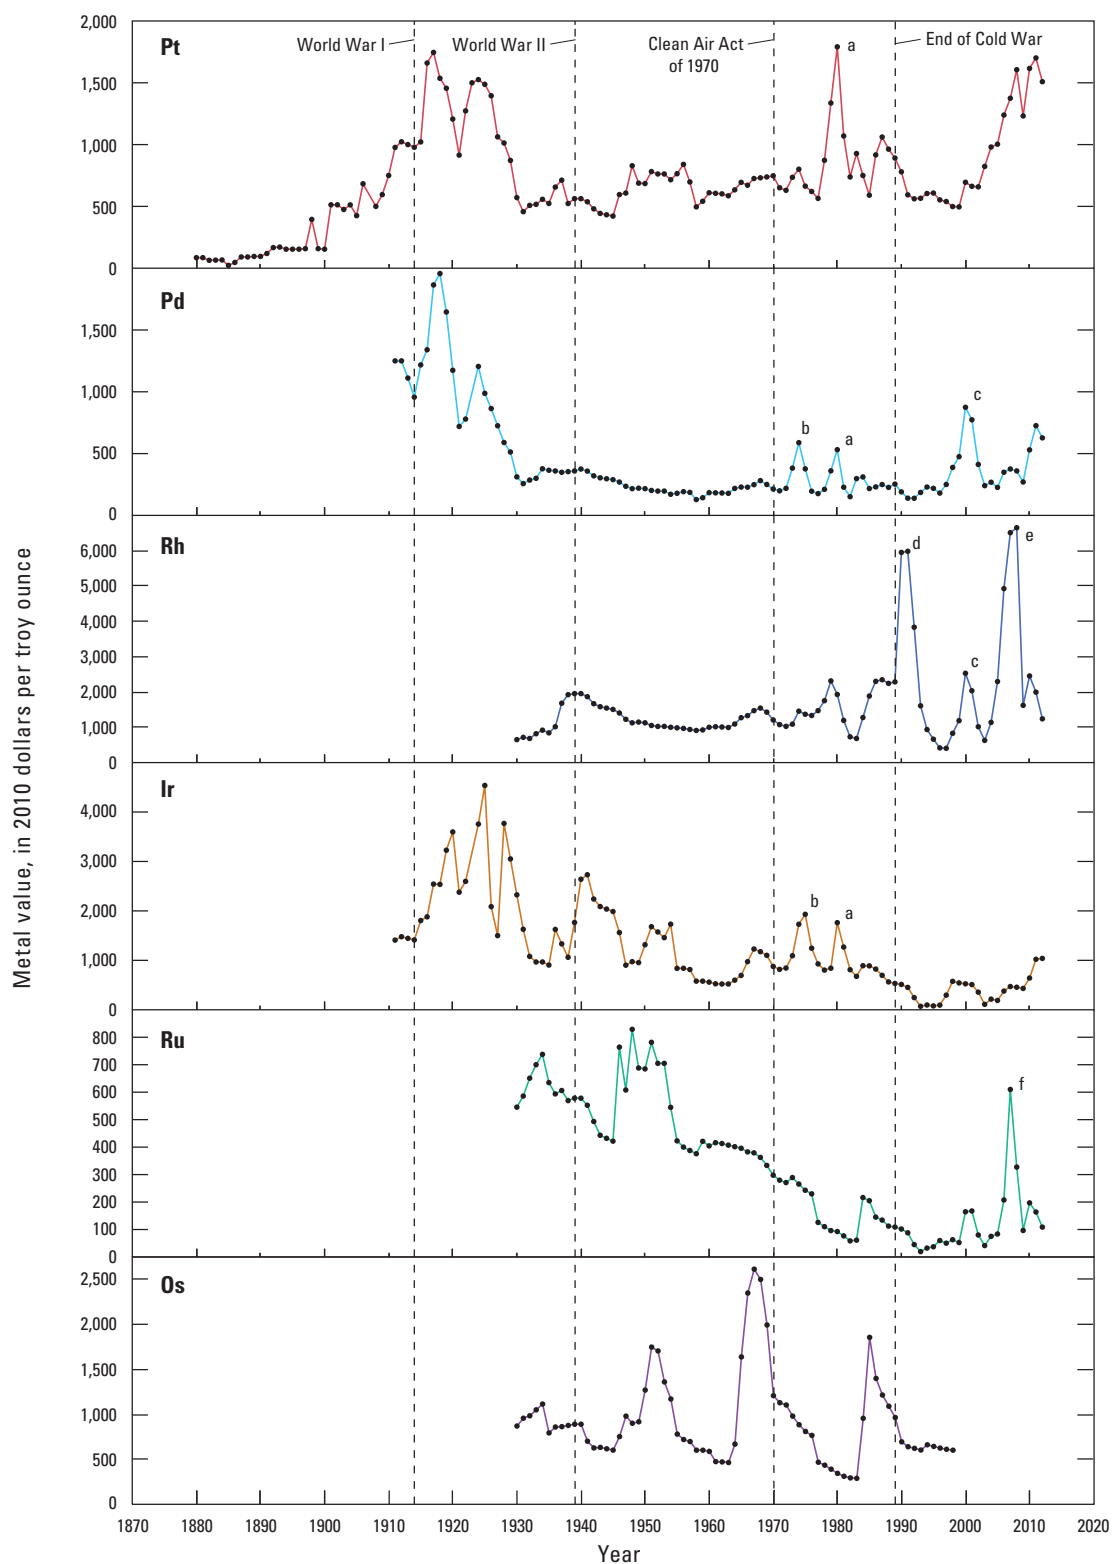 Metal value, in 2010 dollars per troy ounce
2,000
1,500
1,000
500
0
Pt
World War I
World War II
Clean Air Act
of 1970
End of Cold War
a
1,500
1,000
500
0
Pd
b
a
c
6,000
5,000
4,000
3,000
2,000
1,000
0
Rh
d
c
e
4,000
3,000
2,000
1,000
0
Ir
b
a
800
700
600
500
400
300
200
100
0
Ru
f
2,500
2,000
1,500
1,000
500
0
Os
1870 1880 1890 1900 1910 1920 1930 1940 1950 1960 1970 1980 1990 2000 2010 2020
Year